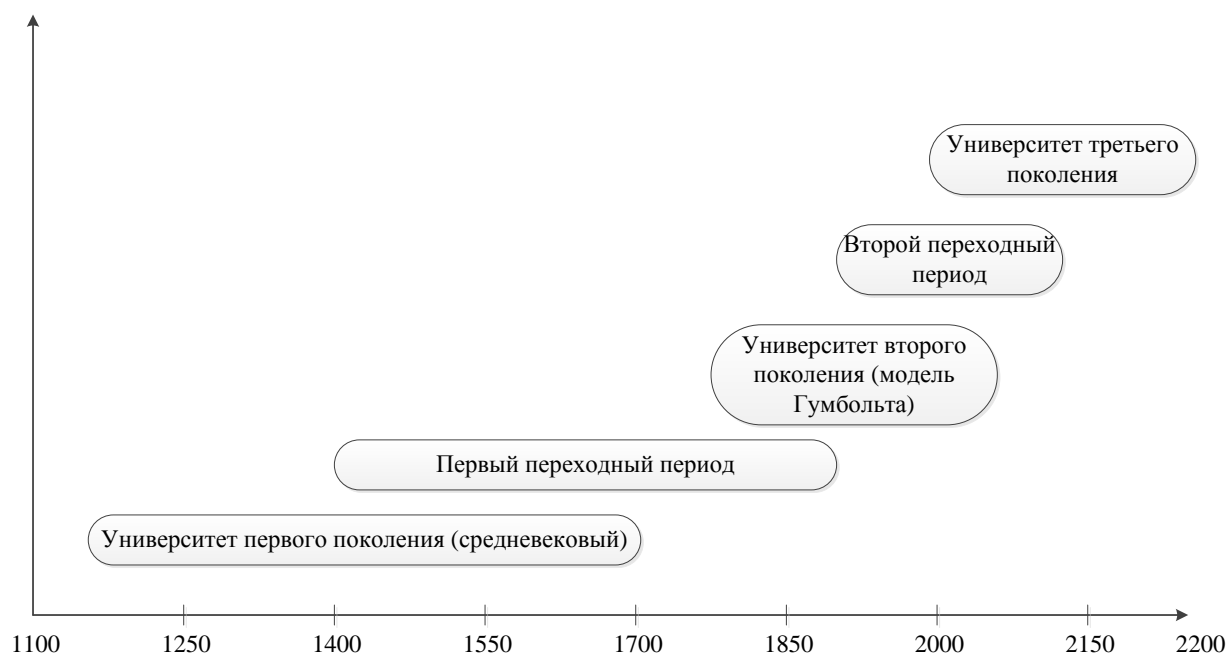 Университет третьего
поколения
Второй переходный
период
Университет второго
поколения (модель
Гумбольта)
Первый переходный период
Университет первого поколения (средневековый)
1100 1250 1400 1550 1700 1850 2000 2150 2200